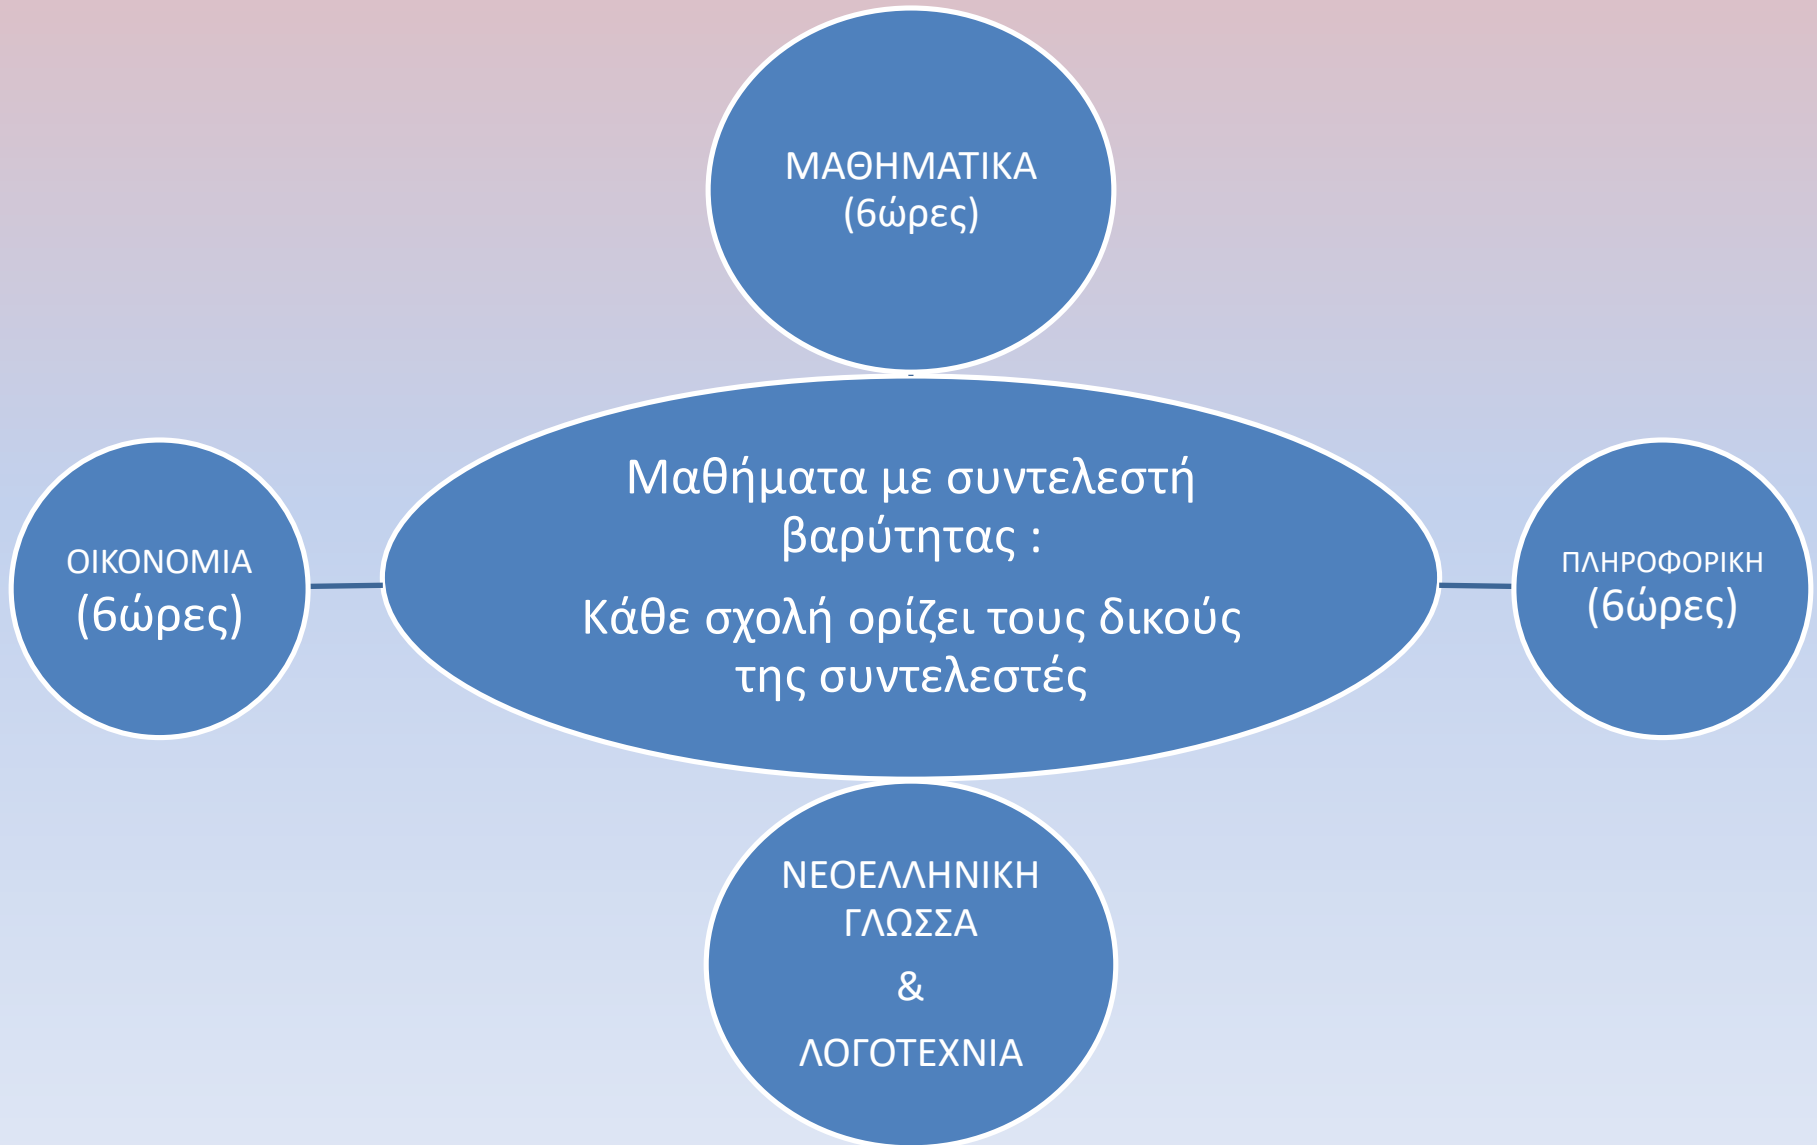 ΜΑΘΗΜΑΤΙΚΑ
(6ώρες)
ΟΙΚΟΝΟΜΙΑ
(6ώρες)
Μαθήματα με συντελεστή
βαρύτητας :
Κάθε σχολή ορίζει τους δικούς
της συντελεστές
ΠΛΗΡΟΦΟΡΙΚΗ
(6ώρες)
ΝΕΟΕΛΛΗΝΙΚΗ
ΓΛΩΣΣΑ
&
ΛΟΓΟΤΕΧΝΙΑ